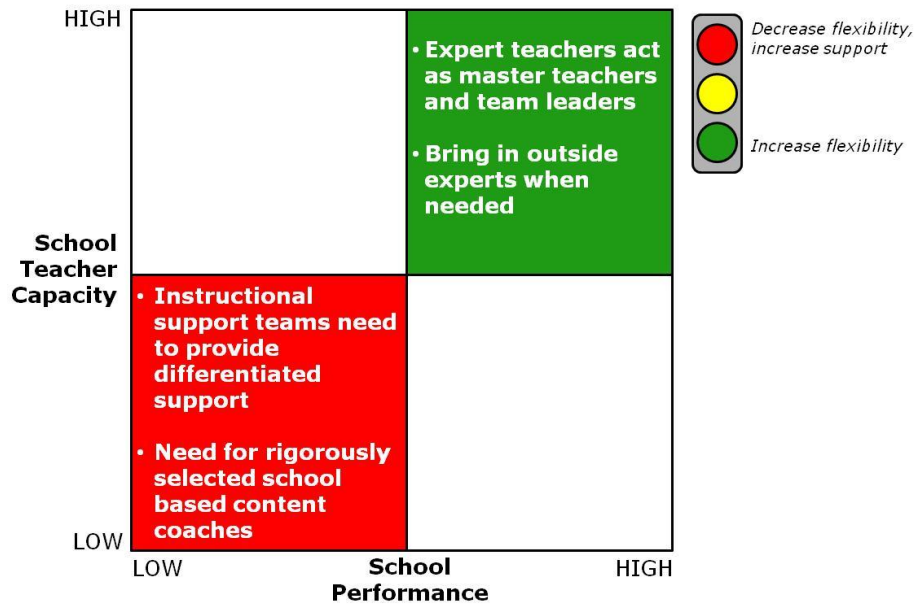 HIGH
• Expert teachers act
as master teachers
and team leaders
• Bring in outside
experts when
needed
Decrease flexibility,
increase support
Increase flexibility
School
Teacher
Capacity
• Instructional
support teams need
to provide
differentiated
support
• Need for rigorously
selected school
based content
coaches
LOW
LOW
School
Performance
HIGH